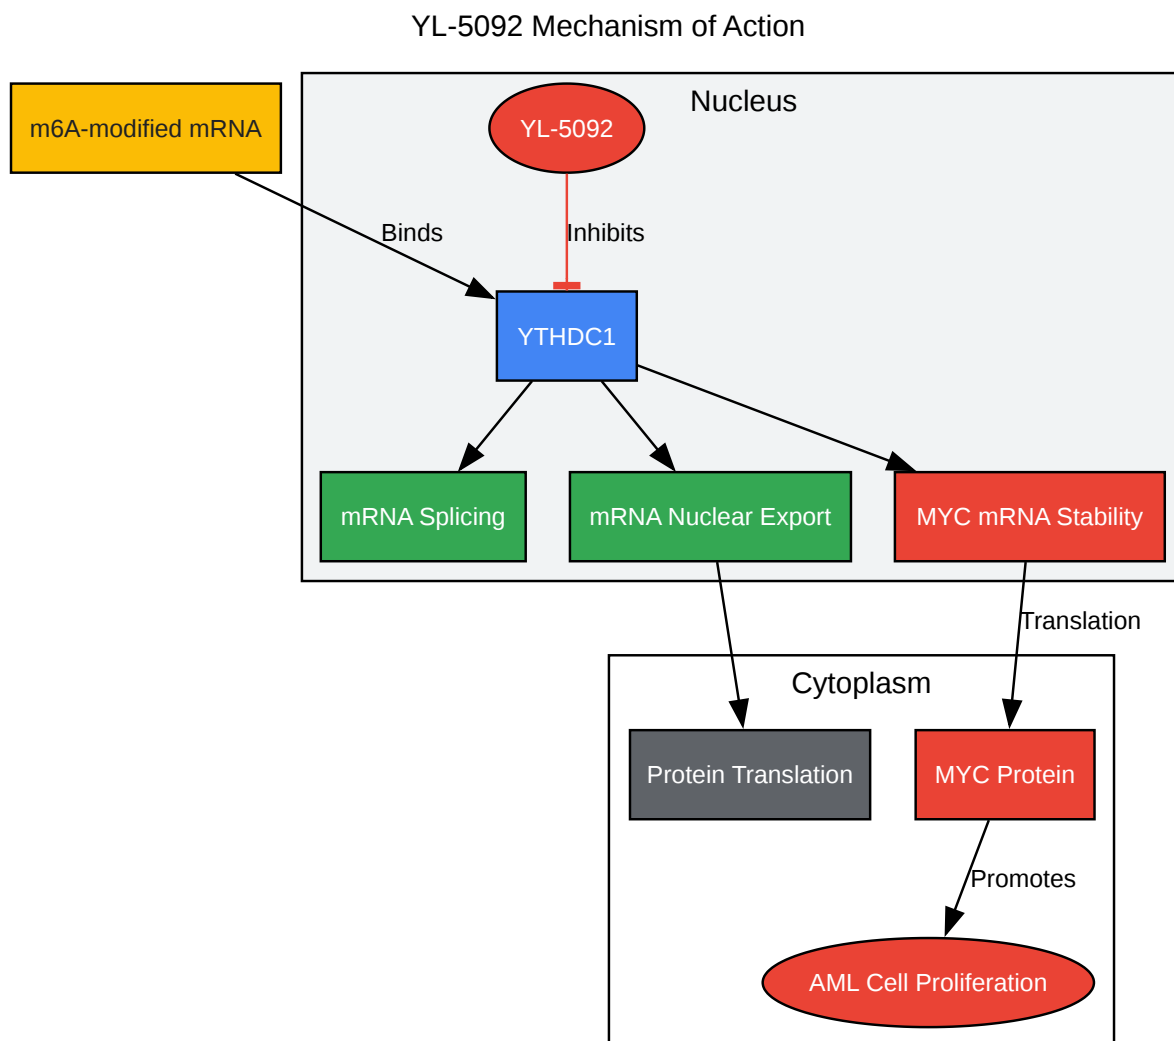 YL-5092 Mechanism of Action
Nucleus
m6A-modified mRNA
YL-5092
Binds
Inhibits
YTHDC1
mRNA Splicing
mRNA Nuclear Export
MYC mRNA Stability
Translation
Cytoplasm
Protein Translation
MYC Protein
Promotes
AML Cell Proliferation